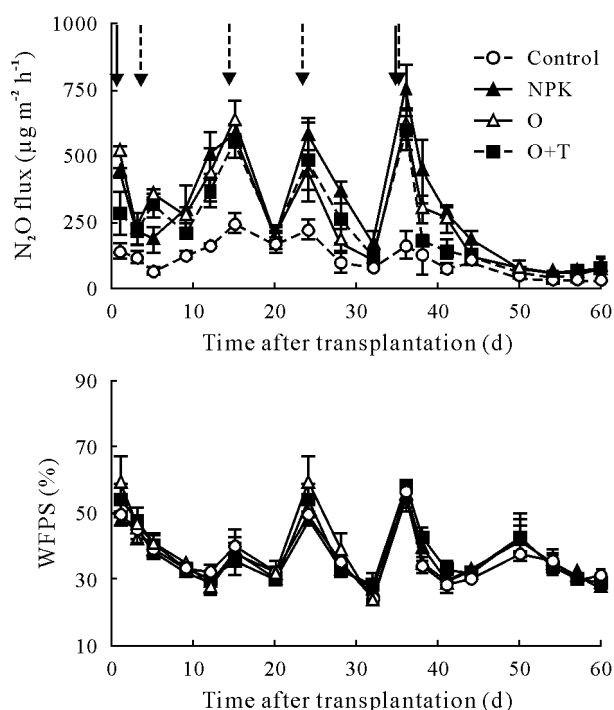 1000
750
500
250
0
N₂O flux (μg m⁻² h⁻¹)
Control
NPK
O
O+T
0 10 20 30 40 50 60
Time after transplantation (d)
90
70
50
30
10
WFPS (%)
0 10 20 30 40 50 60
Time after transplantation (d)